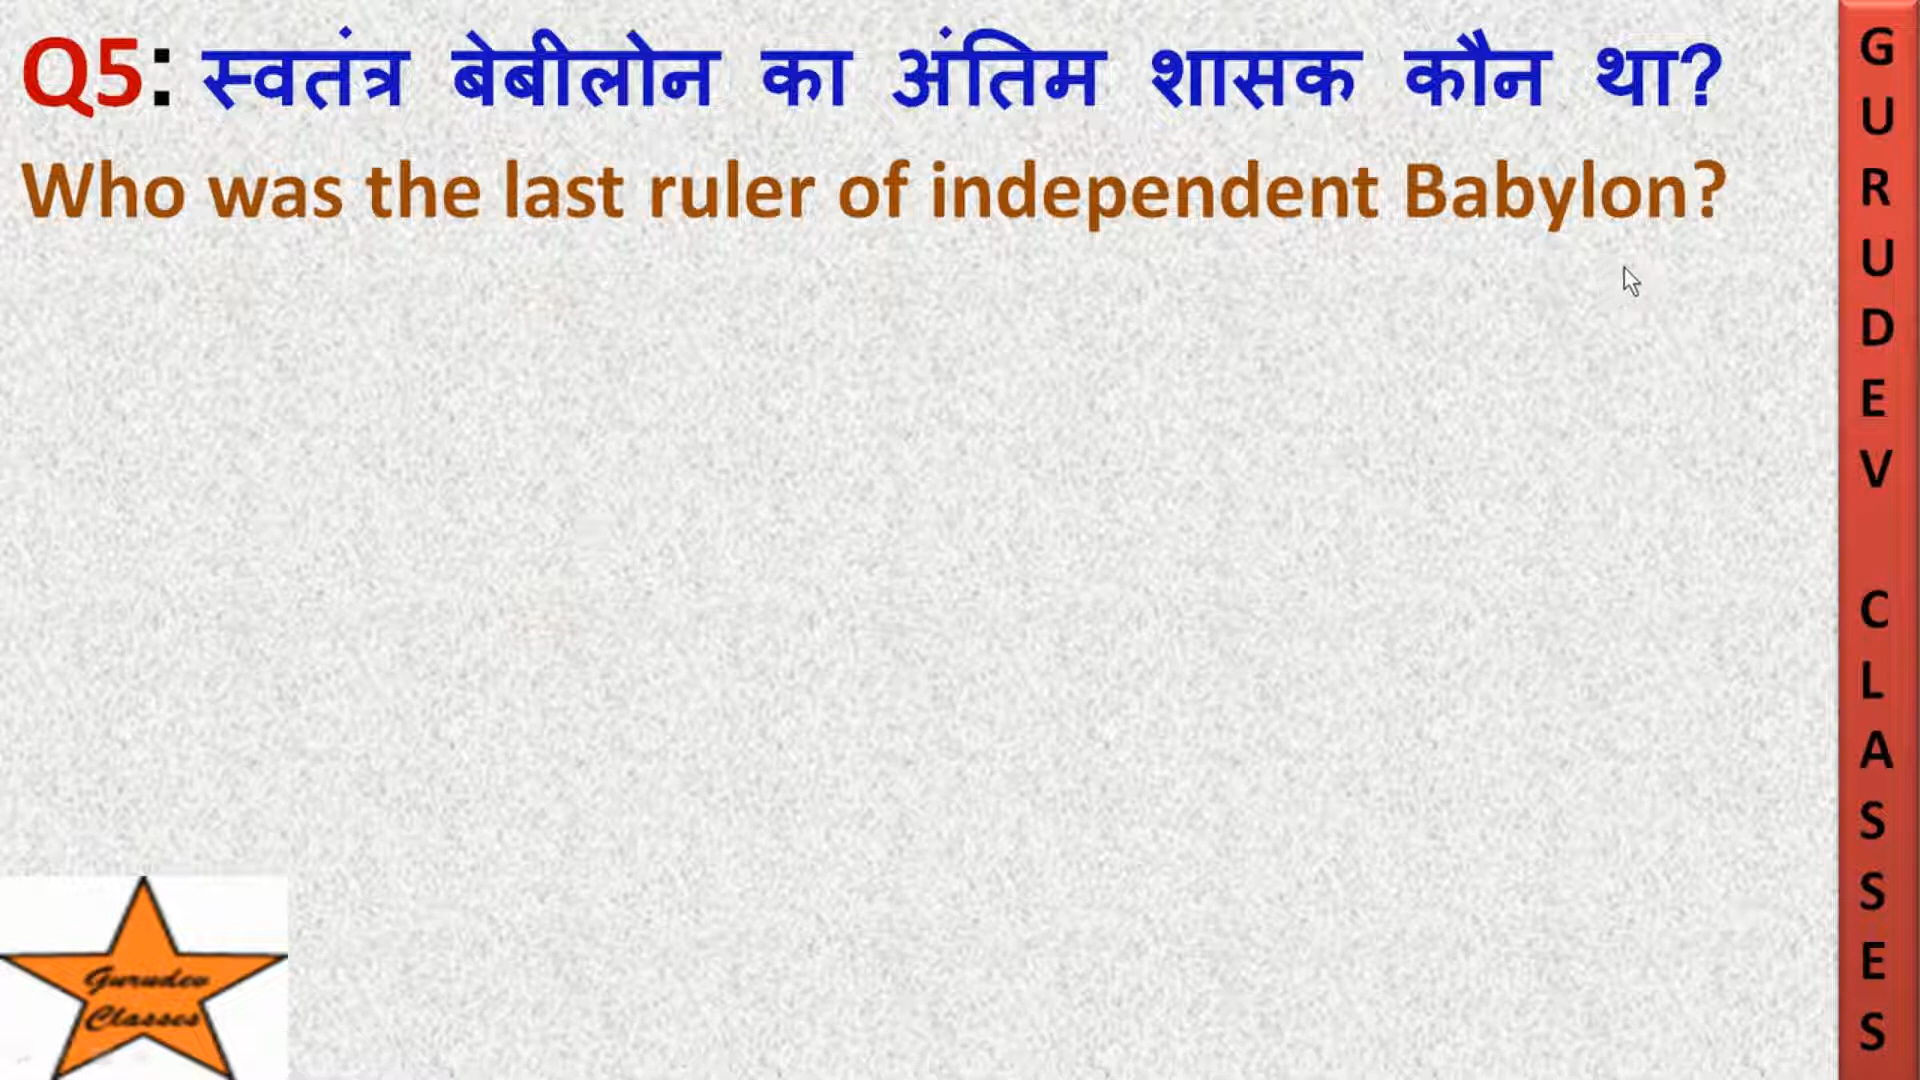 Q5: स्वतंत्र बेबीलोन का अंतिम शासक कौन था?
Who was the last ruler of independent Babylon?
GURUDEV CLASSES
Gurudev
Classes